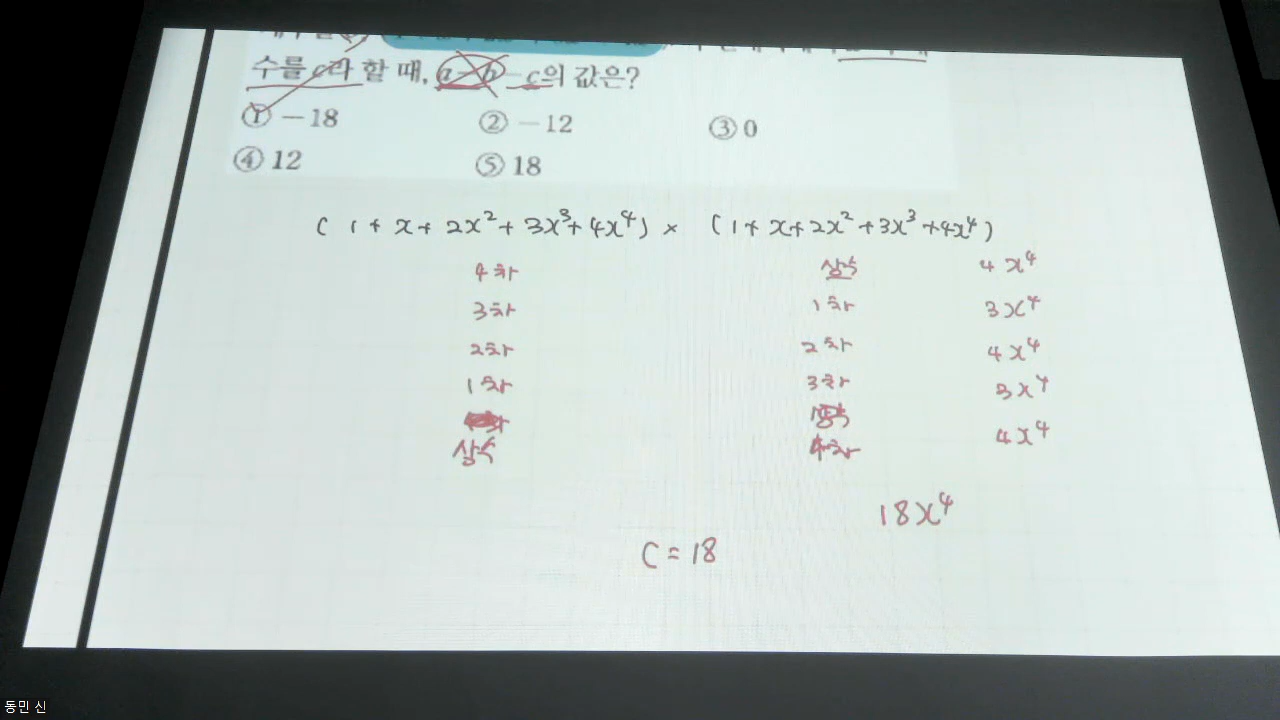 수를 c라 할 때, a-b-c의 값은?
① -18 ② -12 ③ 0
④ 12 ⑤ 18
(1+x+2x²+3x³+4x⁴) × (1+x+2x²+3x³+4x⁴)
4차 상수 4x⁴
3차 1차 3x⁴
2차 2차 4x⁴
1차 3차 3x⁴
상수 4차 4x⁴
18x⁴
C=18
동민 신